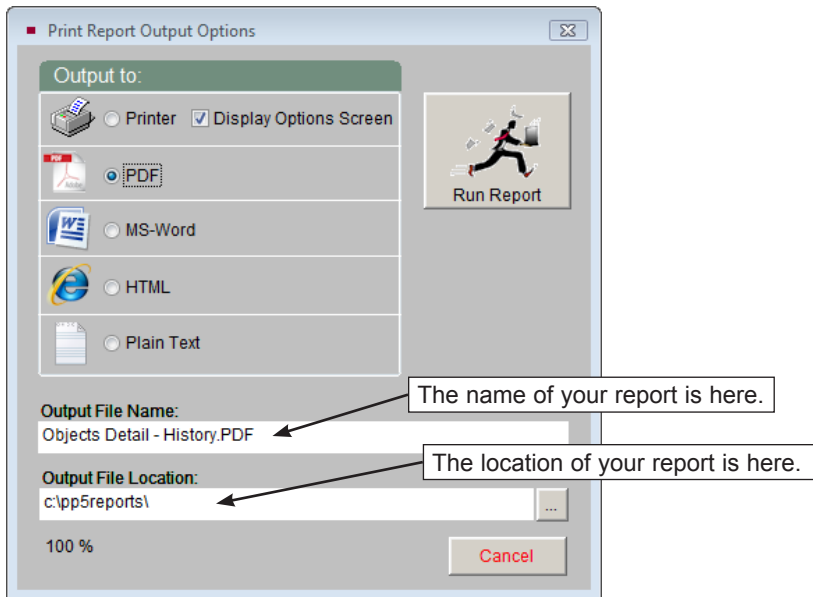 Print Report Output Options
Output to:
Printer Display Options Screen
PDF
Run Report
PDF
MS-Word
HTML
Plain Text
The name of your report is here.
Output File Name:
Objects Detail - History.PDF
The location of your report is here.
Output File Location:
c:\pp5reports\
...
100 %
Cancel